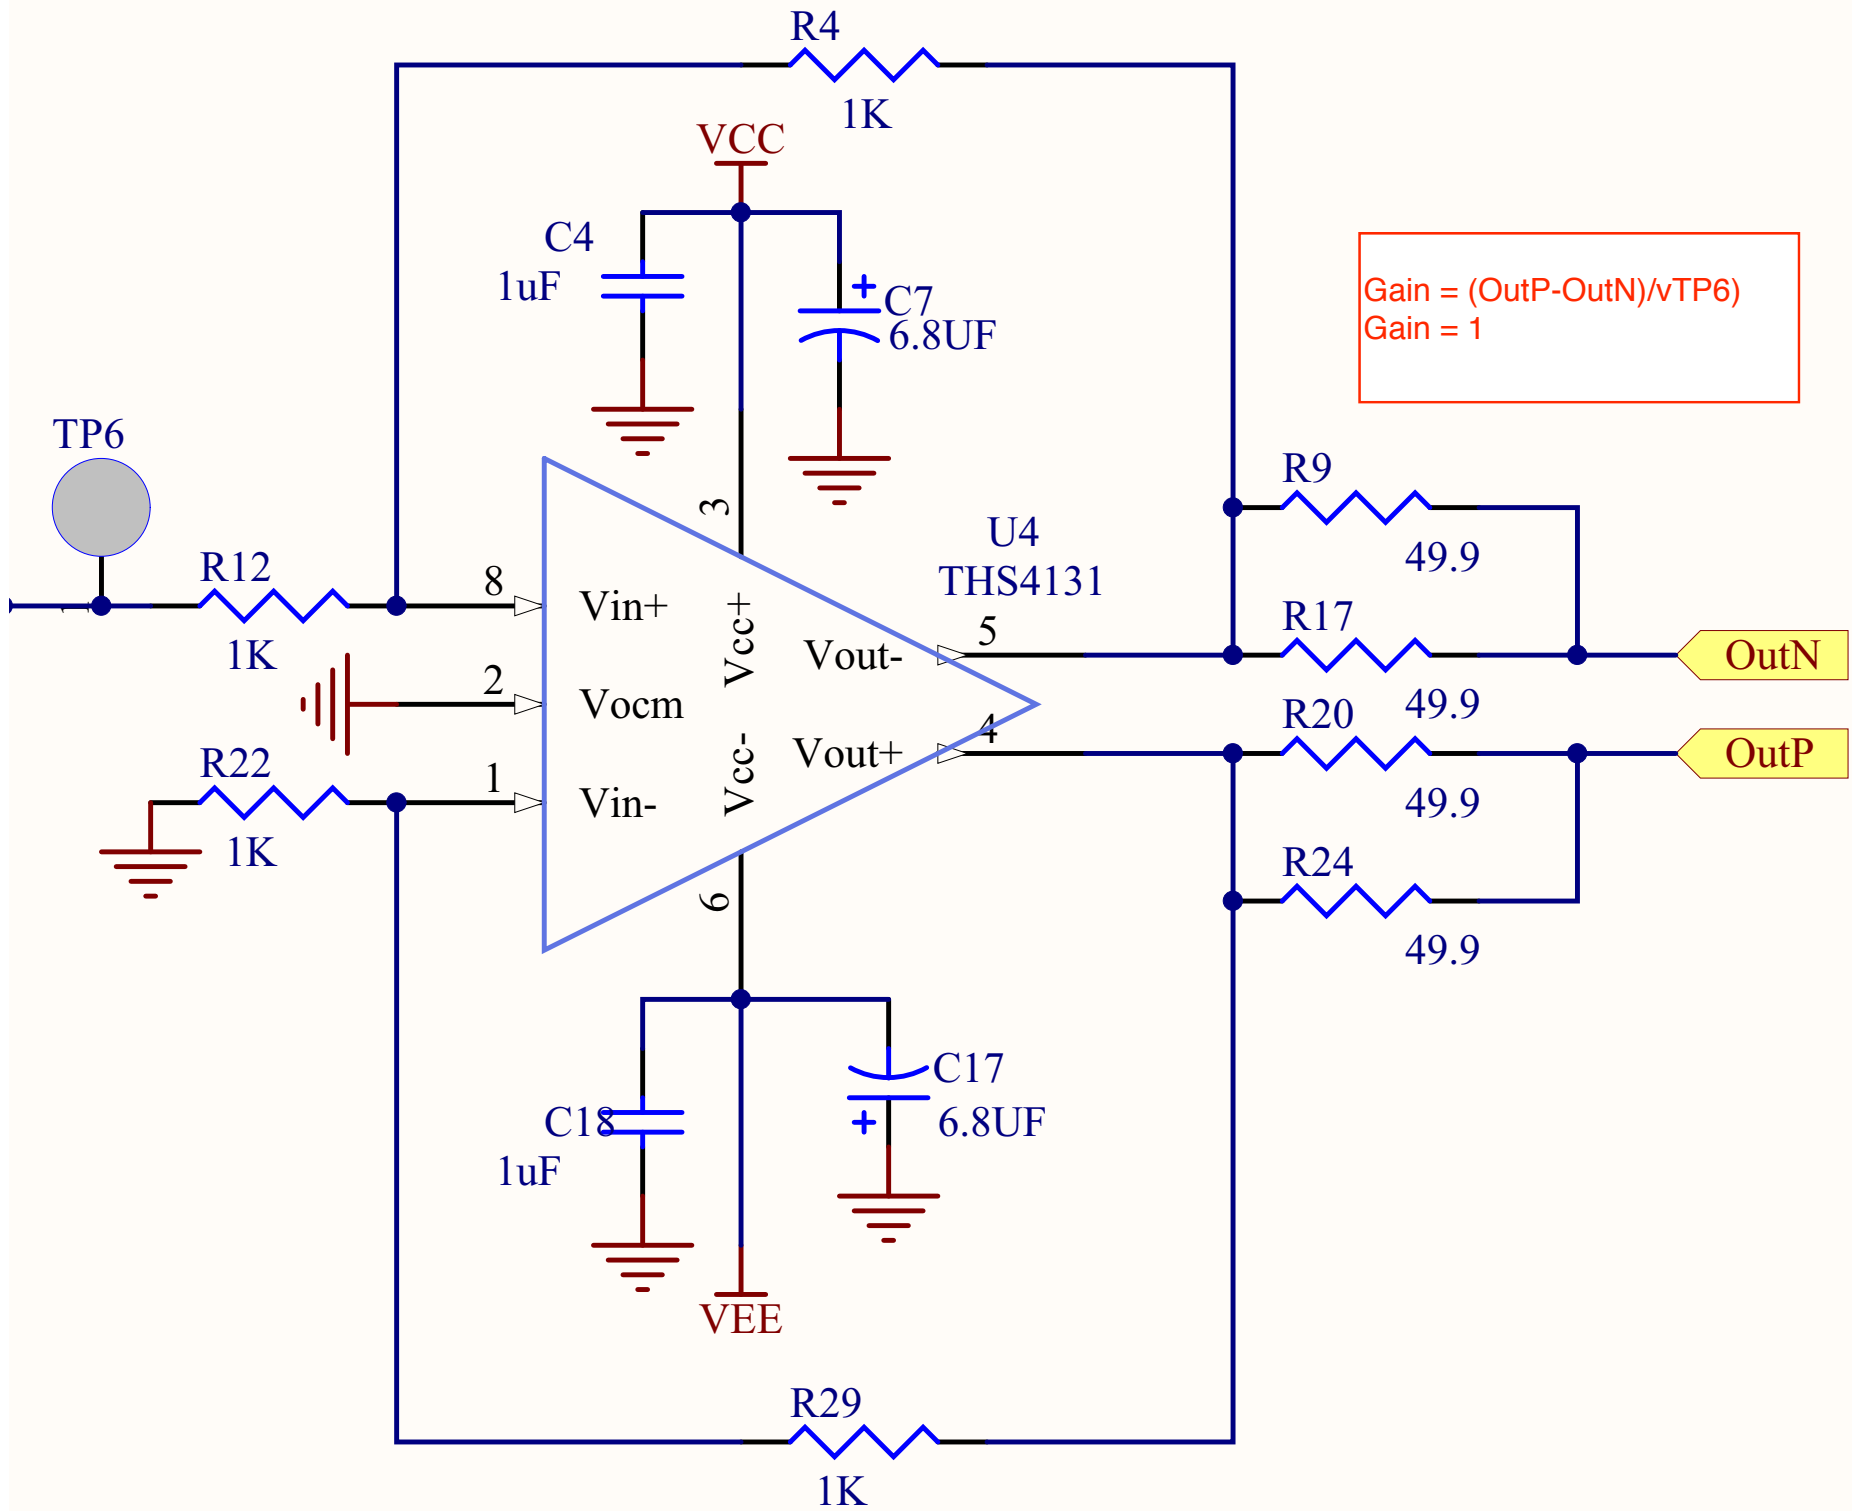 R4
1K
VCC
C4
1uF
C7
6.8UF
Gain = (OutP-OutN)/vTP6)
Gain = 1
TP6
R12
1K
8
Vin+
3
Vcc+
U4
THS4131
Vout-
5
R9
49.9
R17
49.9
OutN
2
Vocm
R22
1K
1
Vin-
Vcc-
6
Vout+
4
R20
49.9
OutP
R24
49.9
C18
1uF
C17
6.8UF
VEE
R29
1K